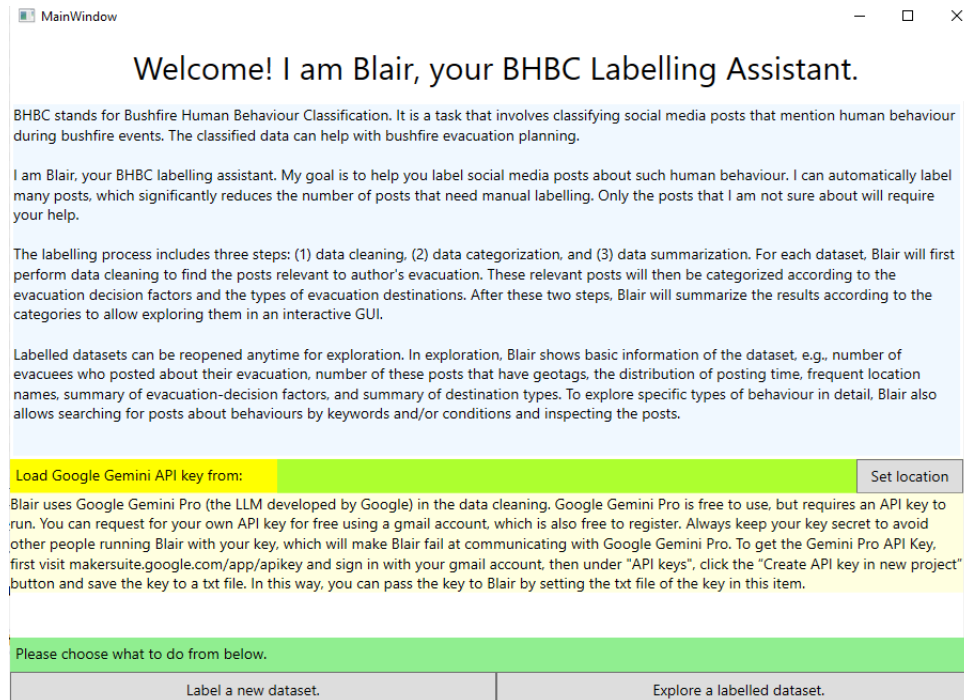 MainWindow
Welcome! I am Blair, your BHBC Labelling Assistant.
BHBC stands for Bushfire Human Behaviour Classification. It is a task that involves classifying social media posts that mention human behaviour
during bushfire events. The classified data can help with bushfire evacuation planning.
I am Blair, your BHBC labelling assistant. My goal is to help you label social media posts about such human behaviour. I can automatically label
many posts, which significantly reduces the number of posts that need manual labelling. Only the posts that I am not sure about will require
your help.
The labelling process includes three steps: (1) data cleaning, (2) data categorization, and (3) data summarization. For each dataset, Blair will first
perform data cleaning to find the posts relevant to author's evacuation. These relevant posts will then be categorized according to the
evacuation decision factors and the types of evacuation destinations. After these two steps, Blair will summarize the results according to the
categories to allow exploring them in an interactive GUI.
Labelled datasets can be reopened anytime for exploration. In exploration, Blair shows basic information of the dataset, e.g., number of
evacuees who posted about their evacuation, number of these posts that have geotags, the distribution of posting time, frequent location
names, summary of evacuation-decision factors, and summary of destination types. To explore specific types of behaviour in detail, Blair also
allows searching for posts about behaviours by keywords and/or conditions and inspecting the posts.
Load Google Gemini API key from:
Set location
Blair uses Google Gemini Pro (the LLM developed by Google) in the data cleaning. Google Gemini Pro is free to use, but requires an API key to
run. You can request for your own API key for free using a gmail account, which is also free to register. Always keep your key secret to avoid
other people running Blair with your key, which will make Blair fail at communicating with Google Gemini Pro. To get the Gemini Pro API Key,
first visit makersuite.google.com/app/apikey and sign in with your gmail account, then under "API keys", click the "Create API key in new project"
button and save the key to a txt file. In this way, you can pass the key to Blair by setting the txt file of the key in this item.
Please choose what to do from below.
Label a new dataset.
Explore a labelled dataset.